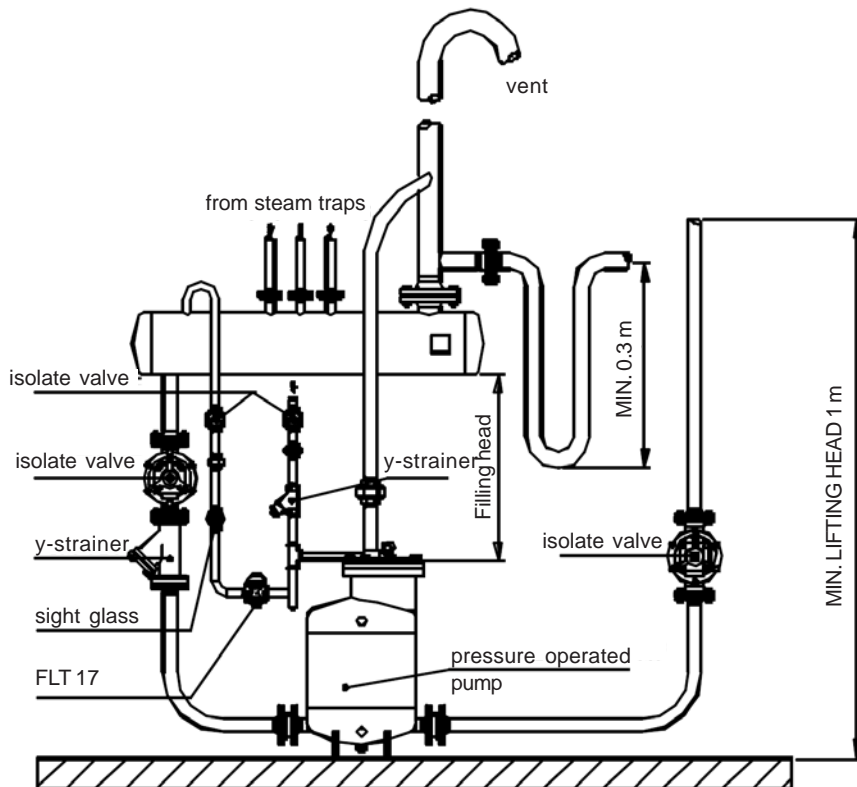 vent
from steam traps
isolate valve
isolate valve
y-strainer
y-strainer
Filling head
MIN. 0.3 m
isolate valve
MIN. LIFTING HEAD 1 m
sight glass
FLT 17
pressure operated
pump